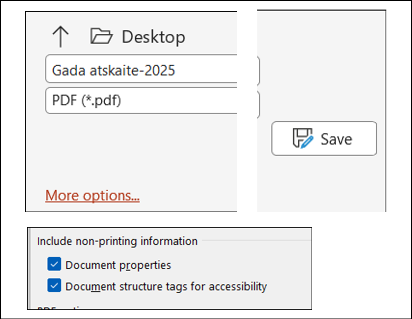 Desktop
Gada atskaite-2025
PDF (*.pdf)
Save
More options...
Include non-printing information
Document properties
Document structure tags for accessibility